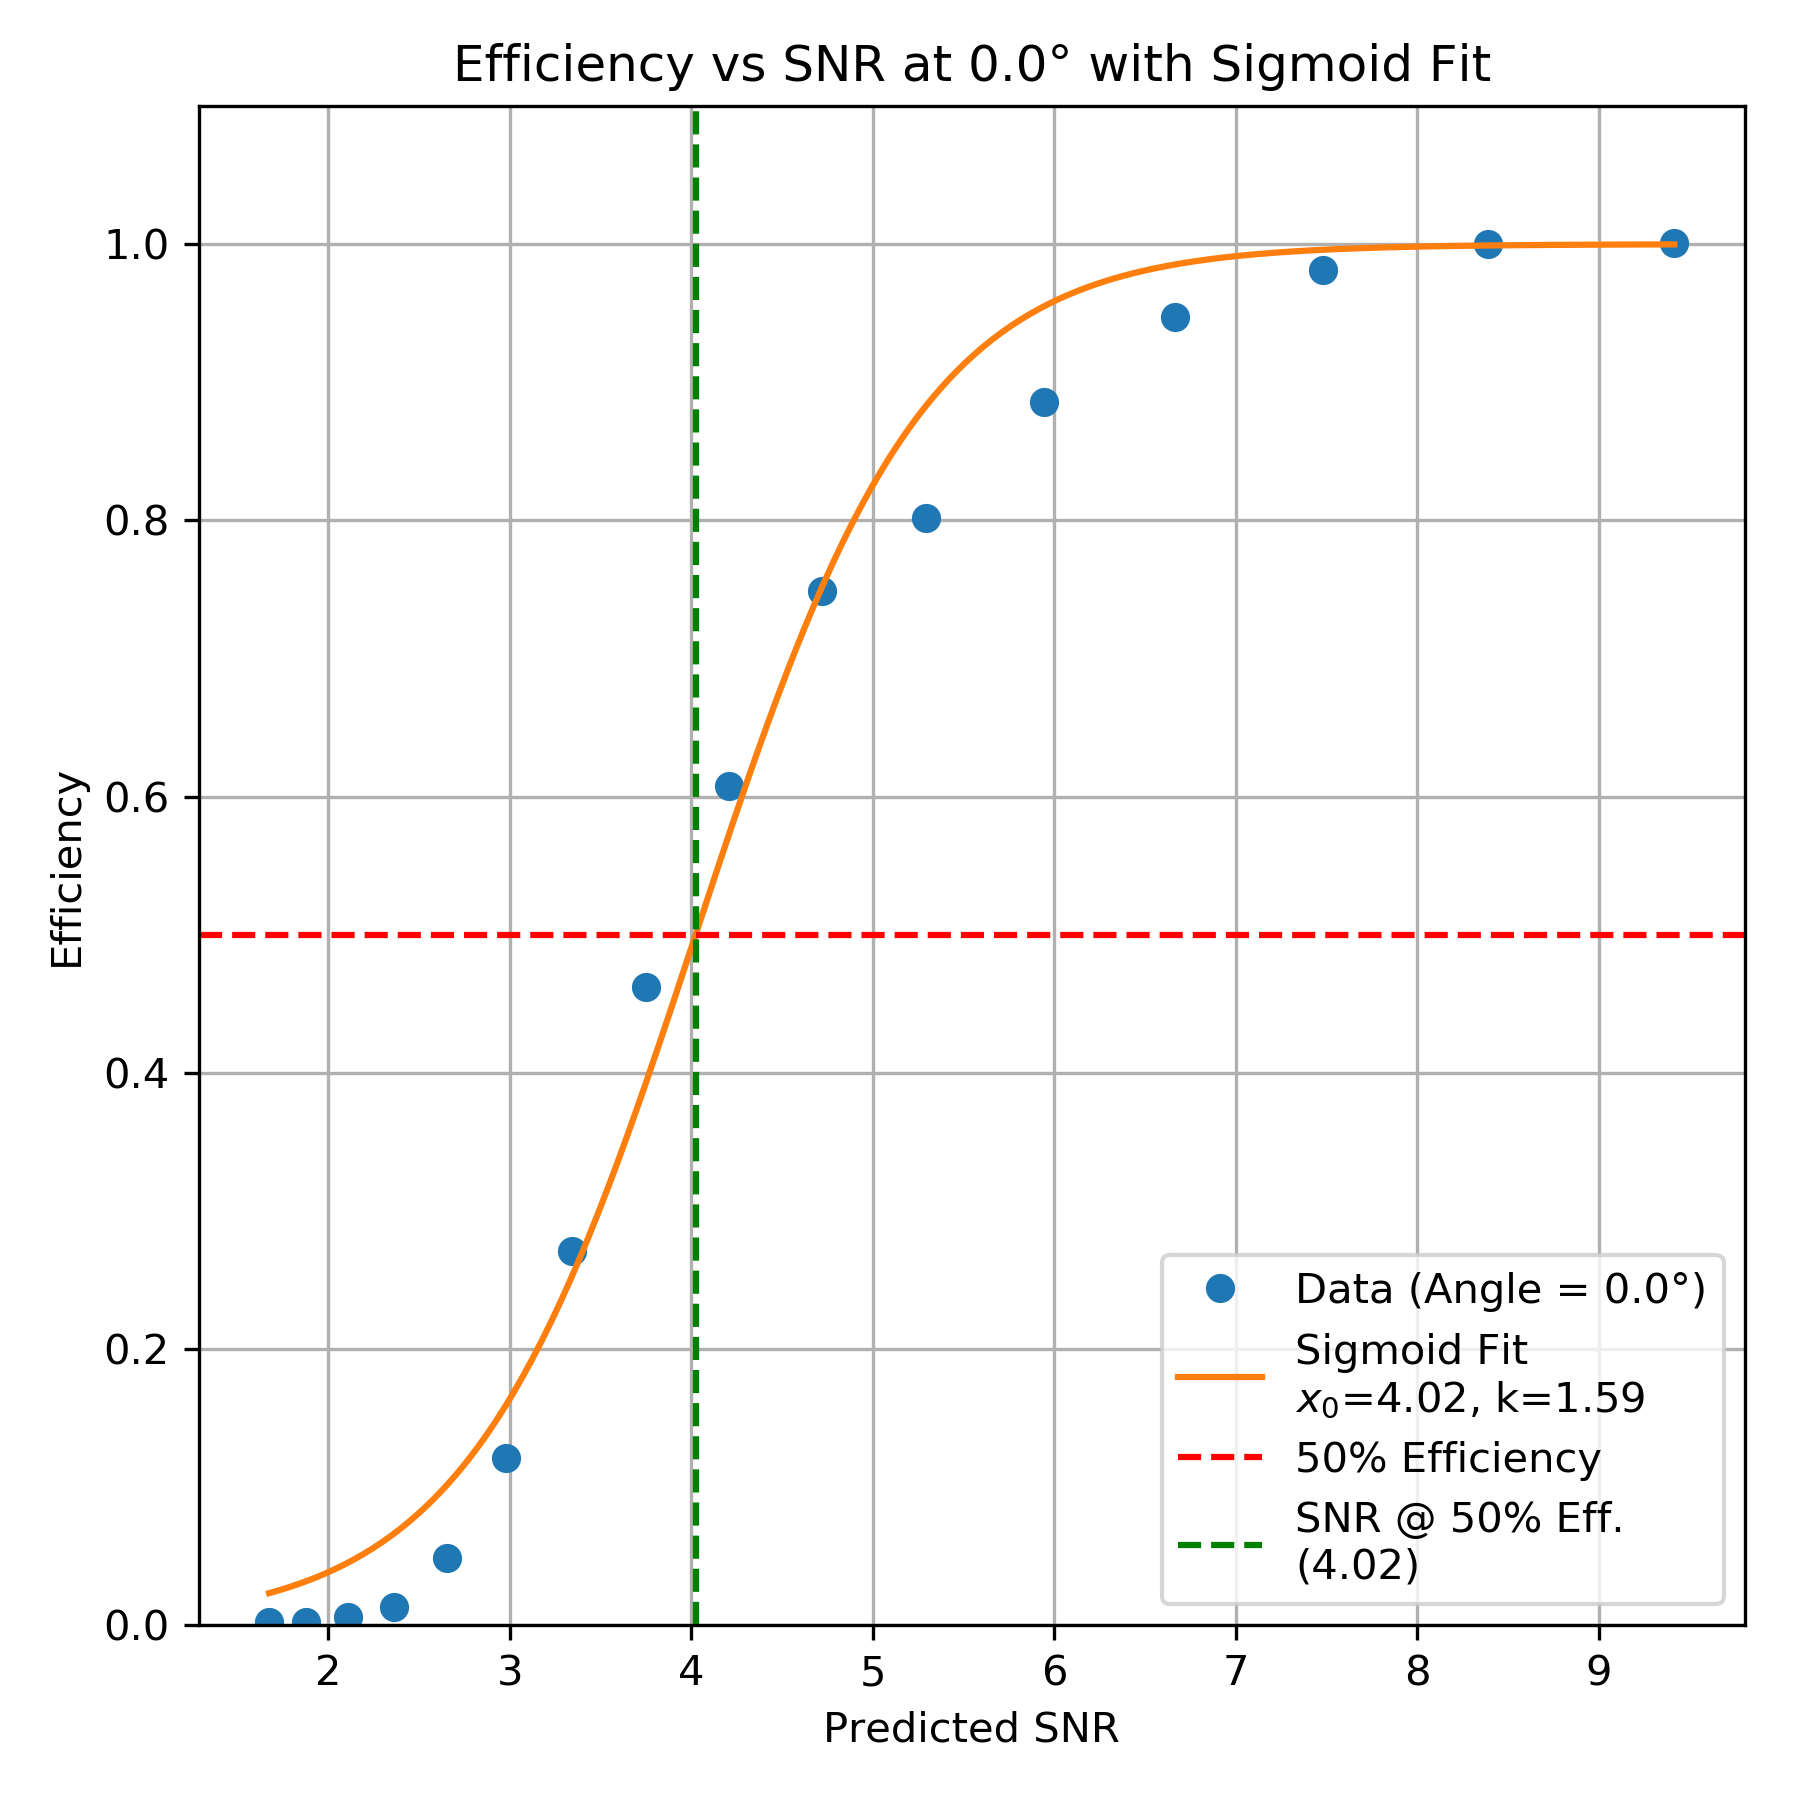 Efficiency vs SNR at 0.0° with Sigmoid Fit
1.0
0.8
0.6
0.4
0.2
0.0
Efficiency
2 3 4 5 6 7 8 9
Predicted SNR
Data (Angle = 0.0°)
Sigmoid Fit
x₀=4.02, k=1.59
50% Efficiency
SNR @ 50% Eff.
(4.02)